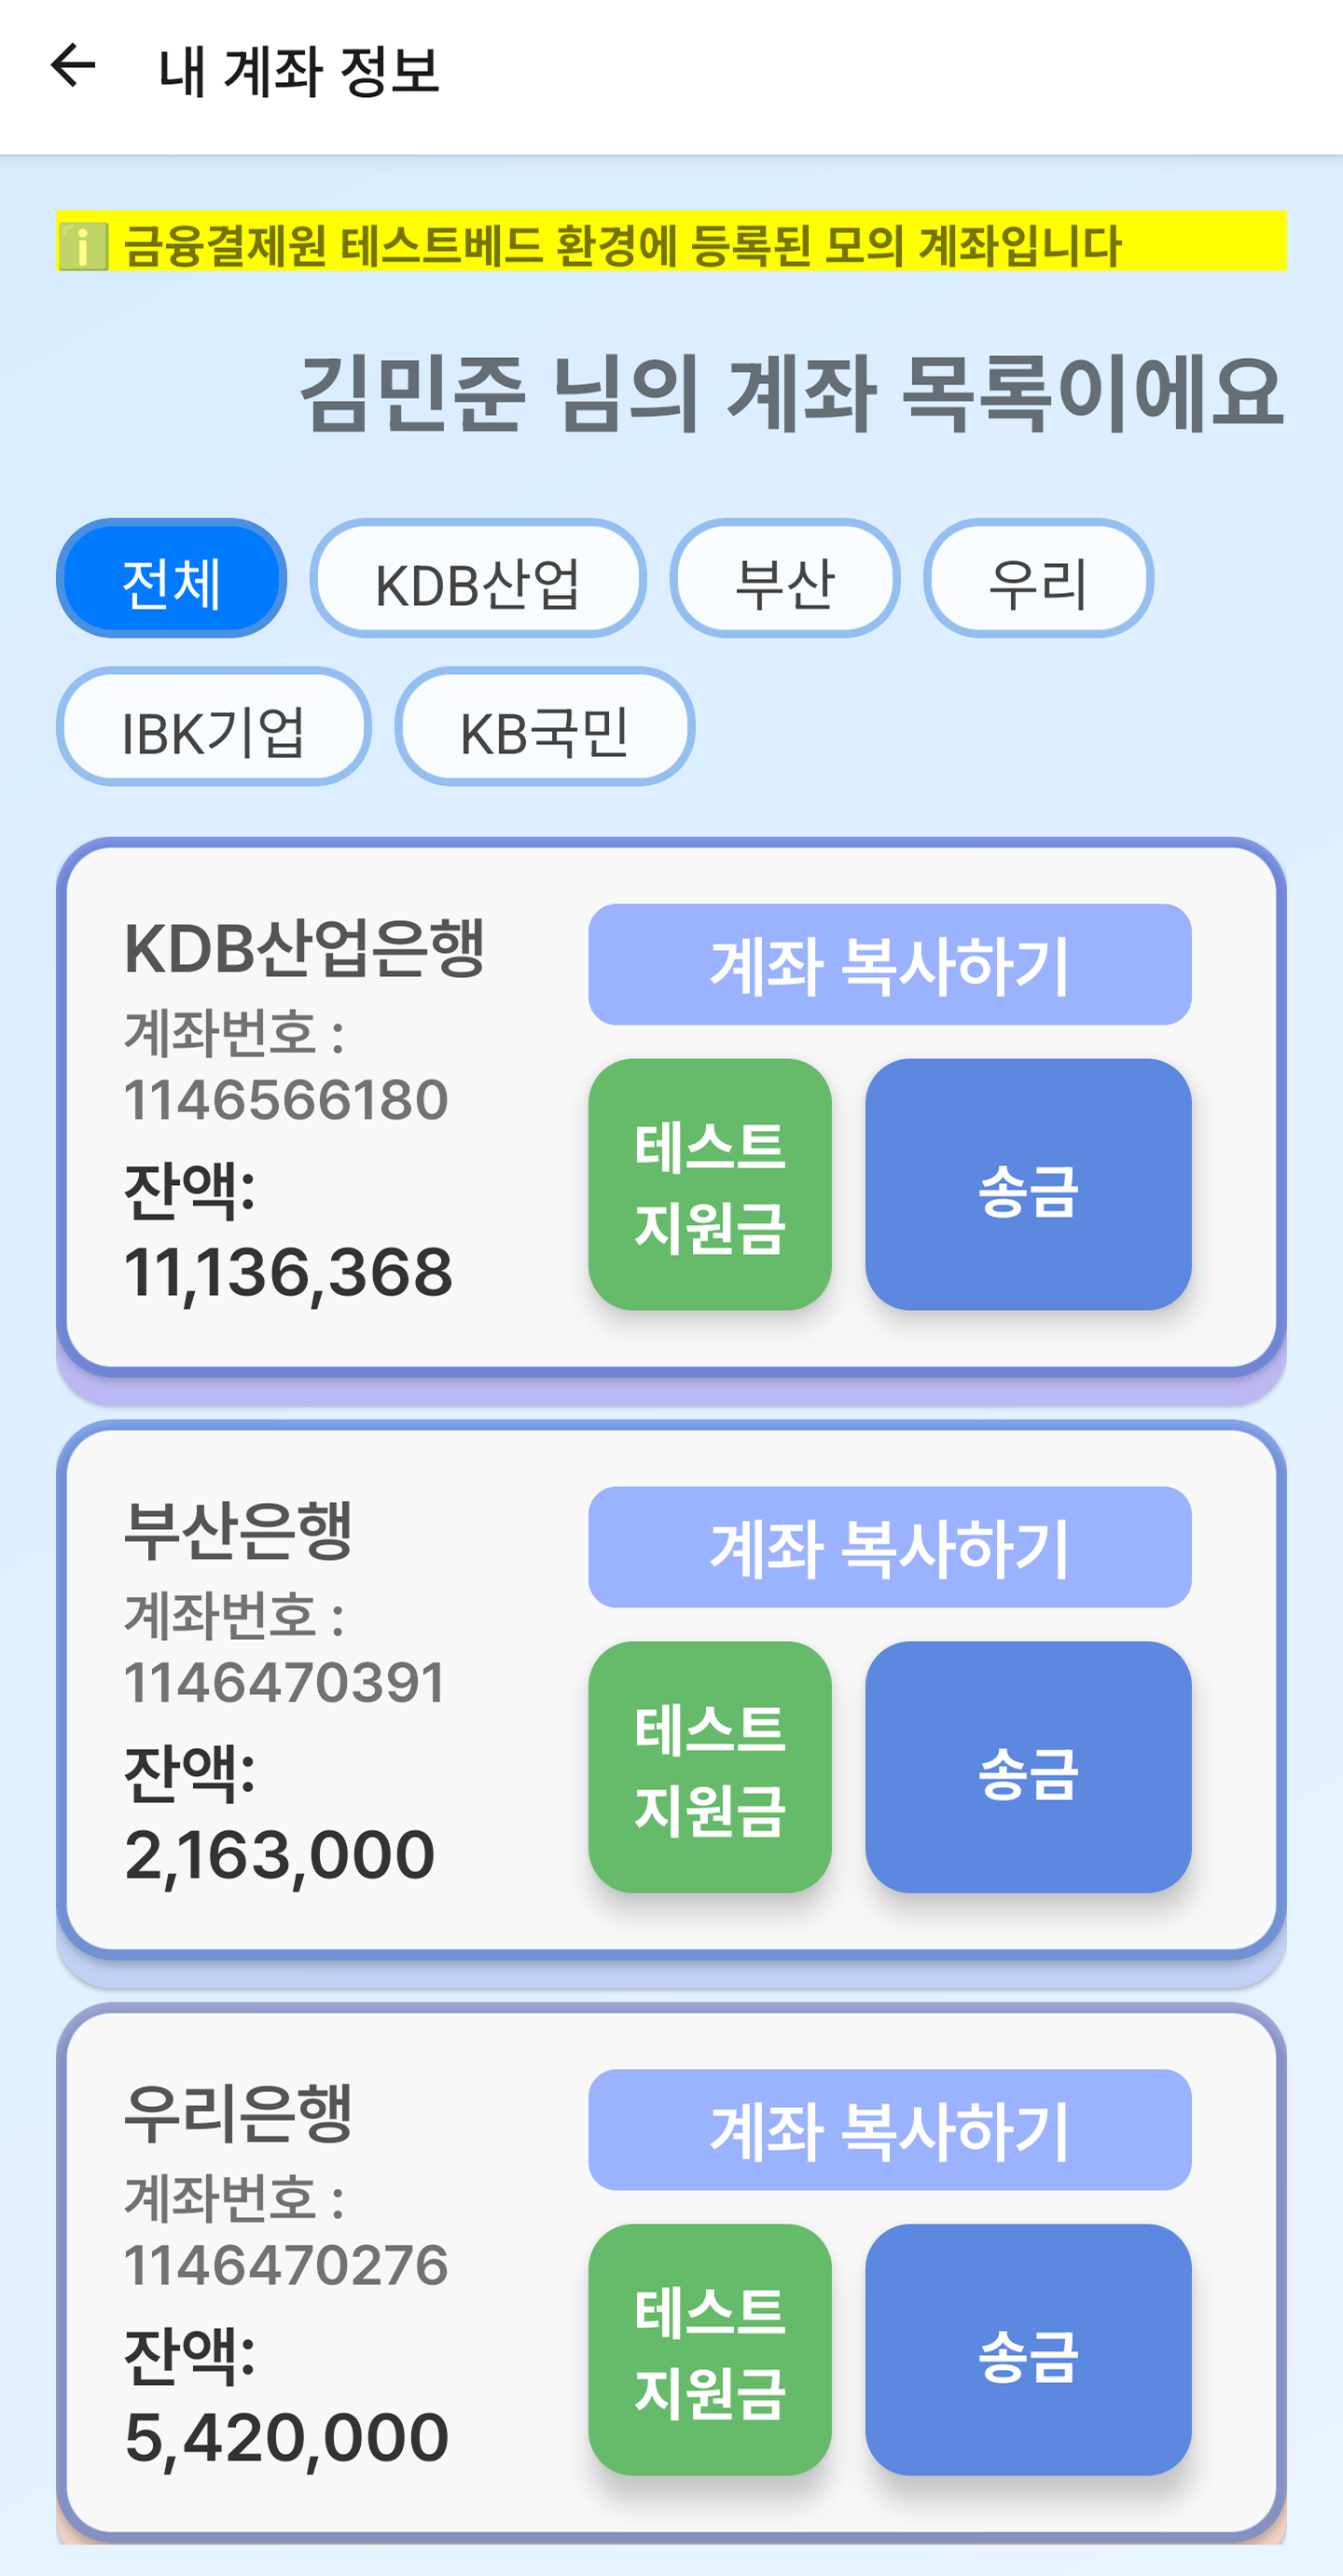 내 계좌 정보
ℹ️ 금융결제원 테스트베드 환경에 등록된 모의 계좌입니다
김민준 님의 계좌 목록이에요
전체 KDB산업 부산 우리
IBK기업 KB국민
KDB산업은행
계좌번호 :
1146566180
잔액:
11,136,368
계좌 복사하기
테스트
지원금
송금
부산은행
계좌번호 :
1146470391
잔액:
2,163,000
계좌 복사하기
테스트
지원금
송금
우리은행
계좌번호 :
1146470276
잔액:
5,420,000
계좌 복사하기
테스트
지원금
송금